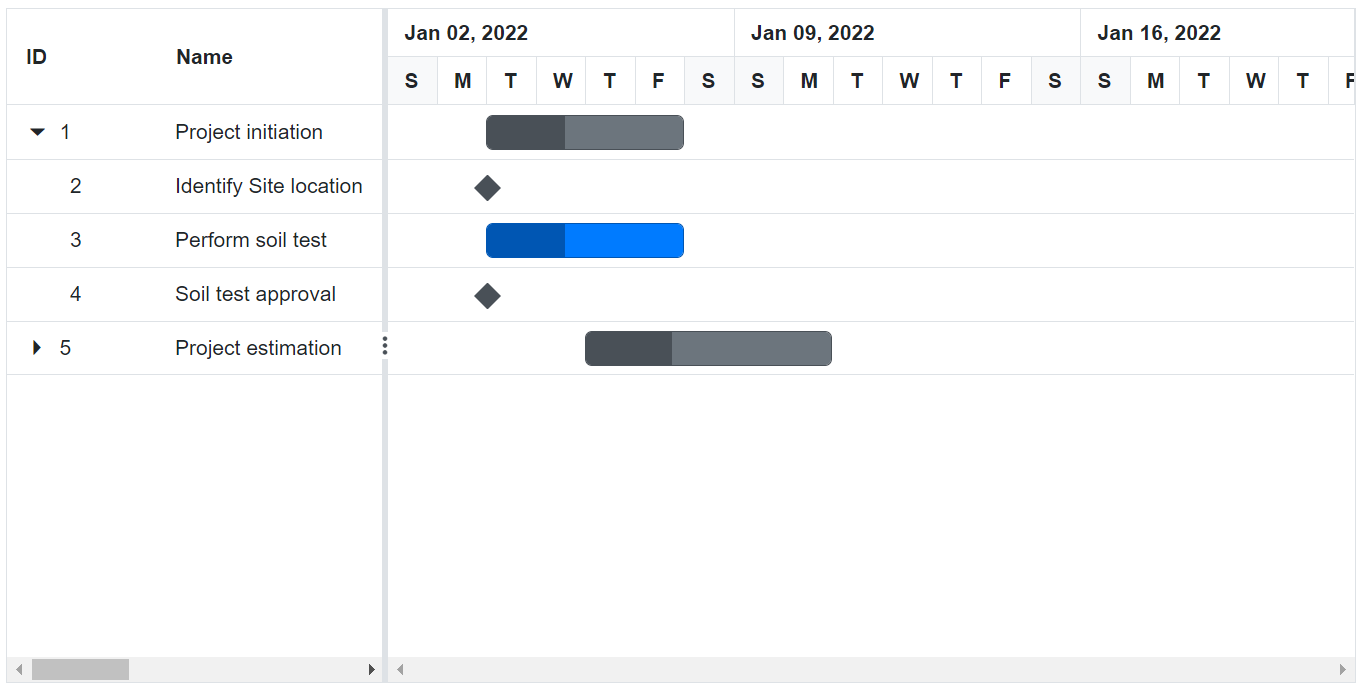 ID Name
Jan 02, 2022 Jan 09, 2022 Jan 16, 2022
S M T W T F S S M T W T F S S M T W T F
1 Project initiation
2 Identify Site location
3 Perform soil test
4 Soil test approval
5 Project estimation